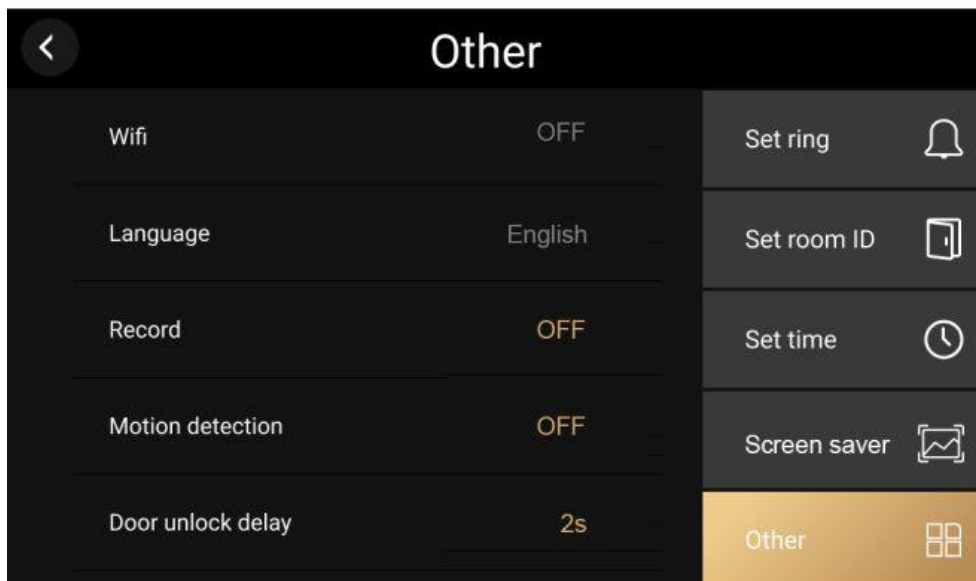 Other
Wifi OFF
Language English
Record OFF
Motion detection OFF
Door unlock delay 2s
Set ring
Set room ID
Set time
Screen saver
Other